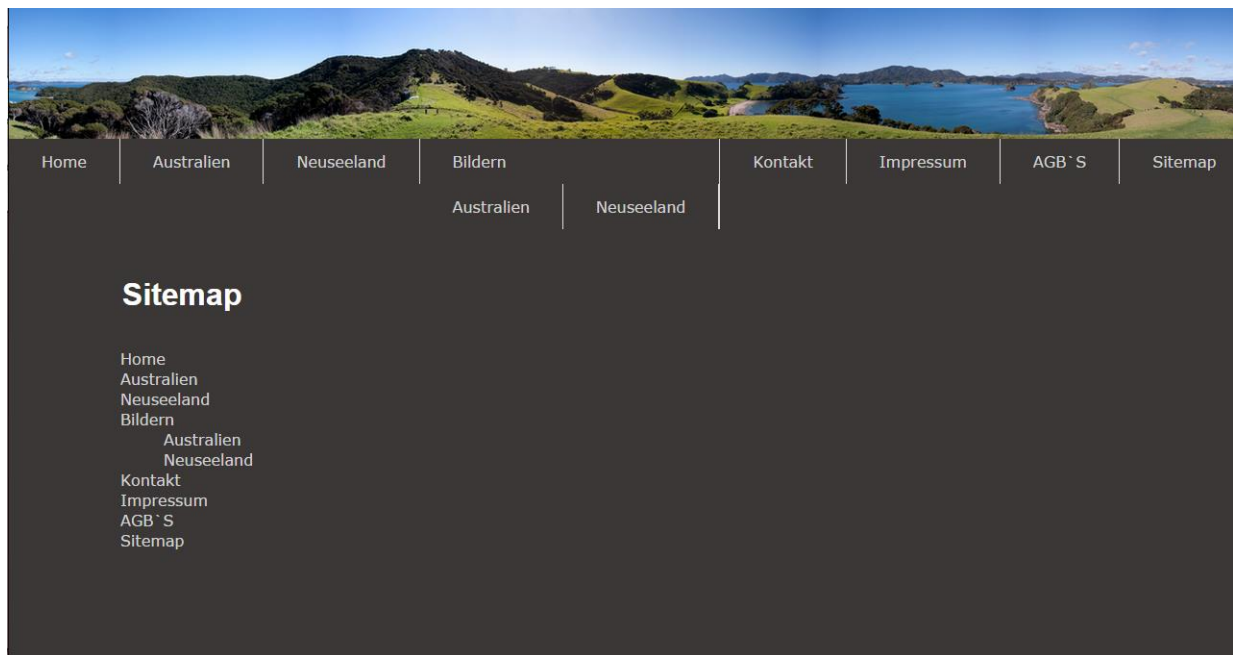 Home Australien Neuseeland Bildern Kontakt Impressum AGB`S Sitemap
Australien Neuseeland
Sitemap
Home
Australien
Neuseeland
Bildern
Australien
Neuseeland
Kontakt
Impressum
AGB`S
Sitemap